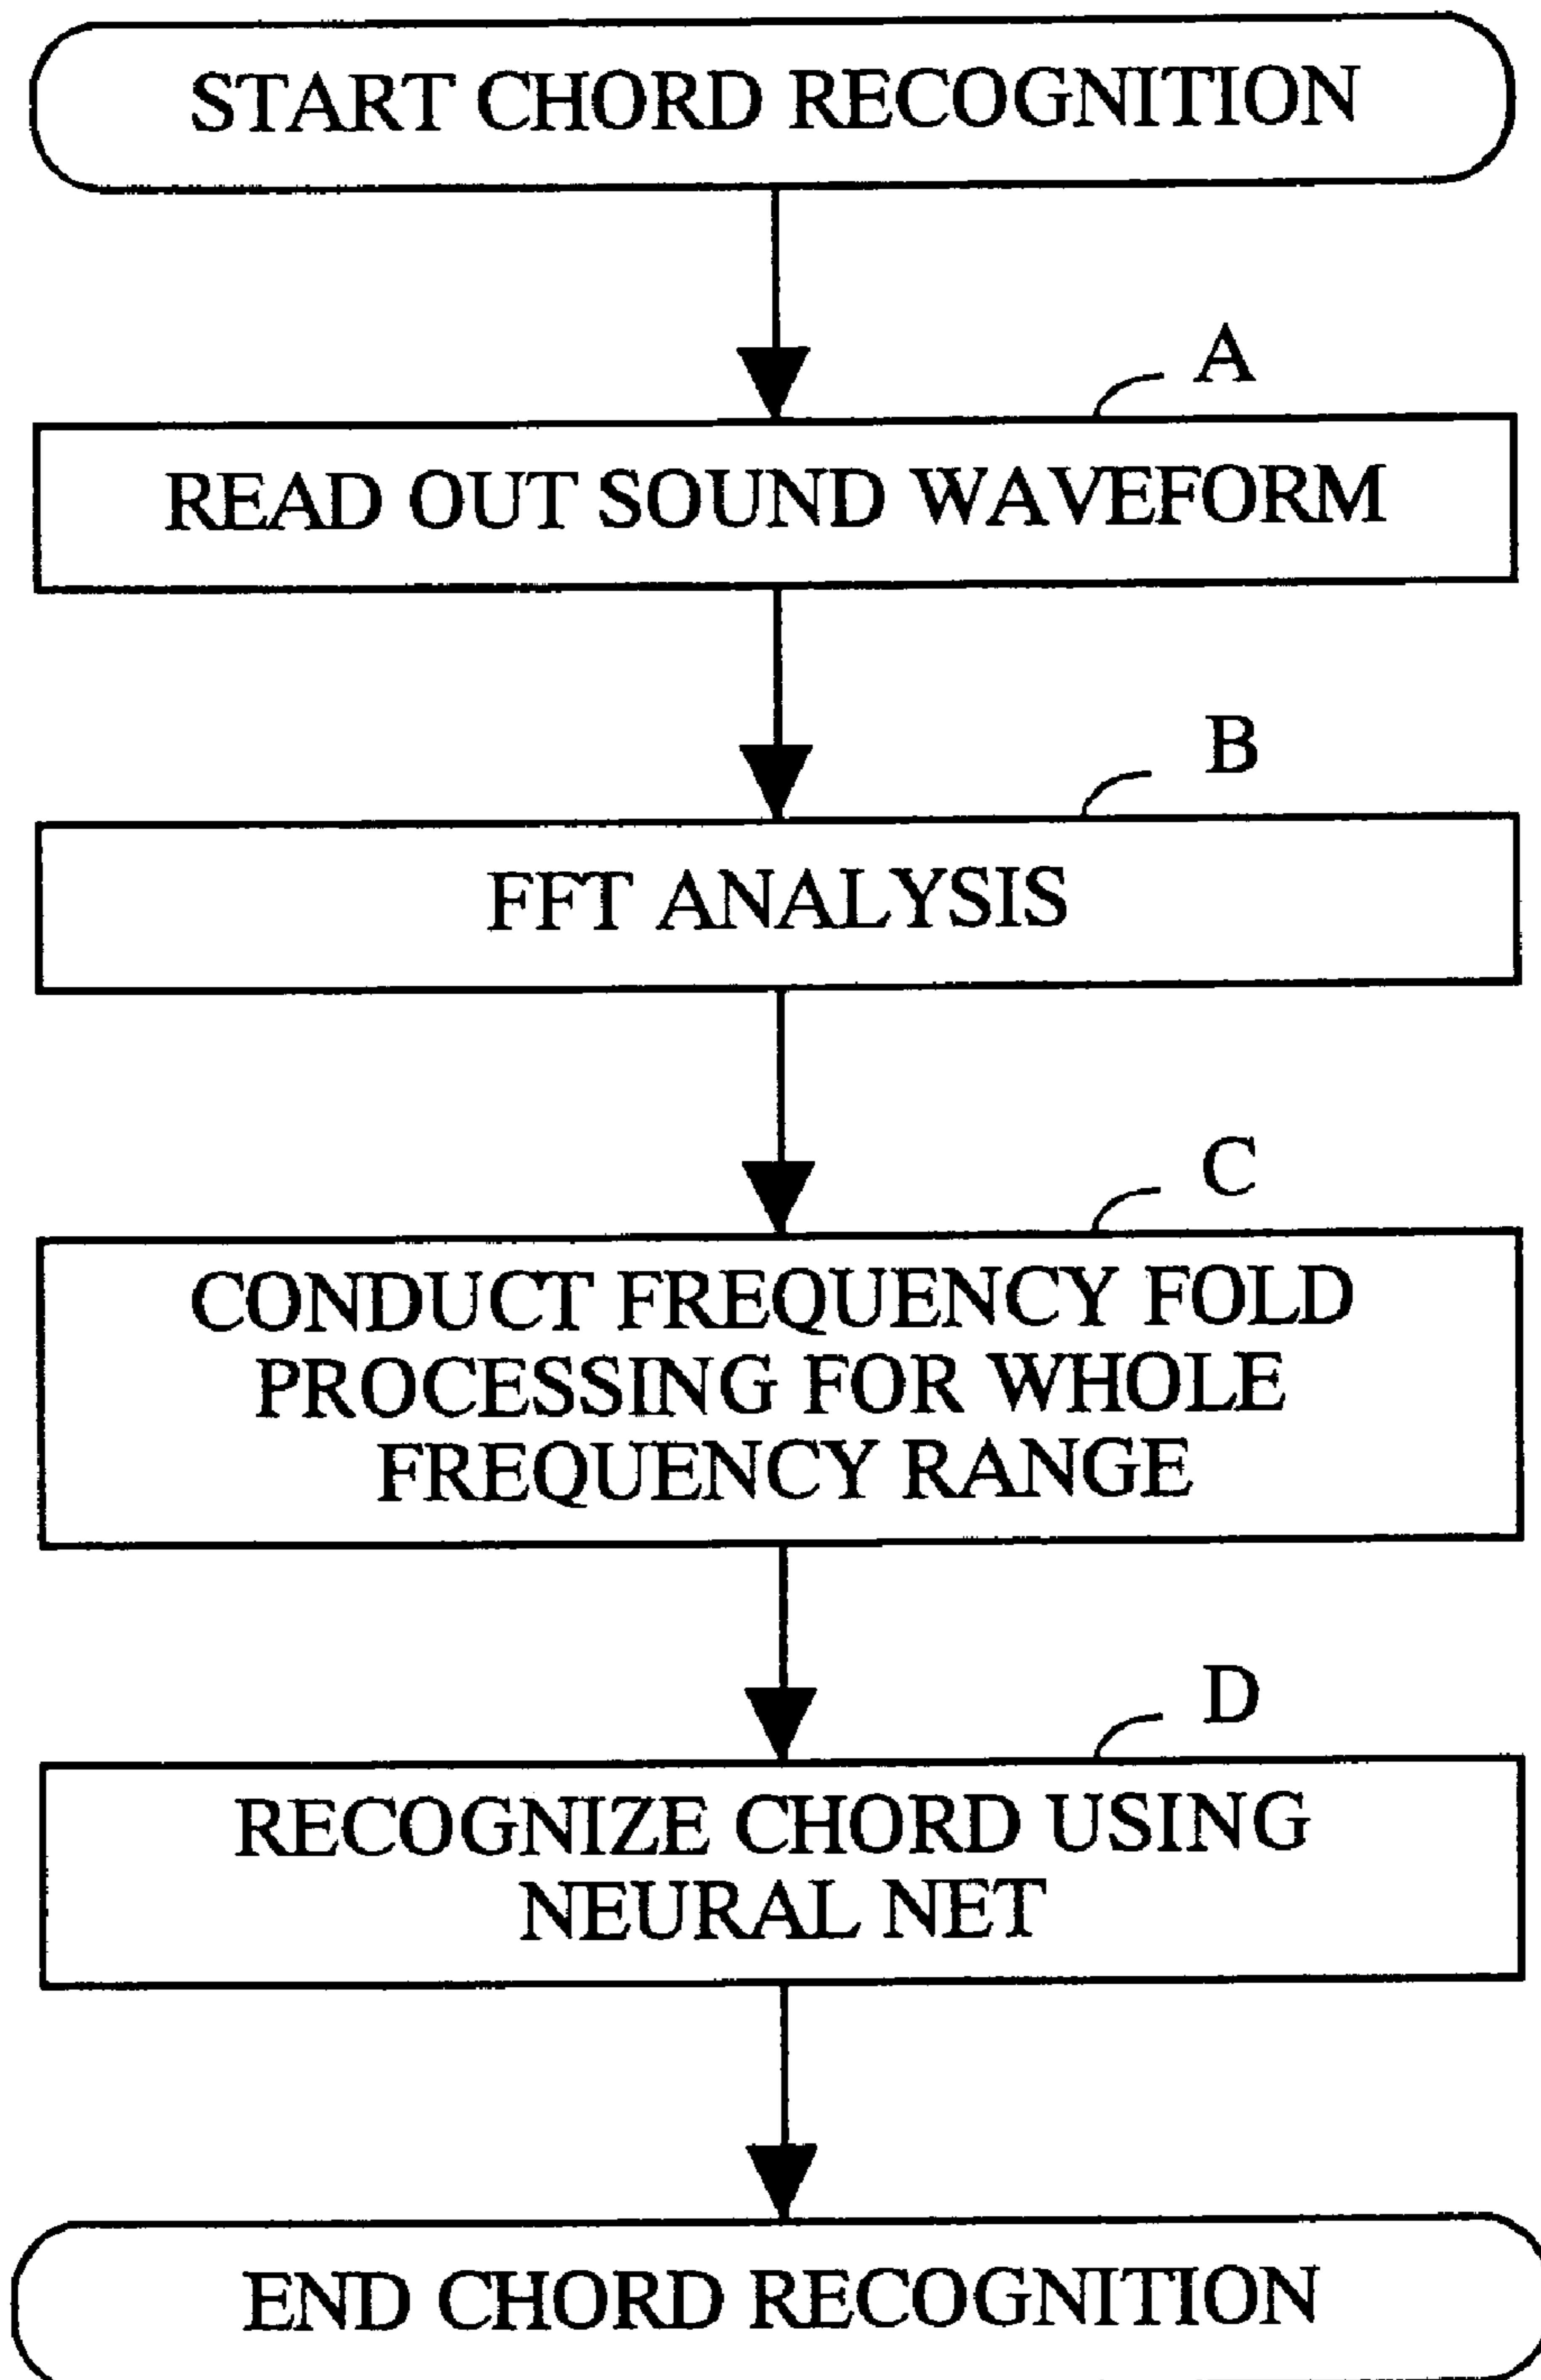 START CHORD RECOGNITION
A
READ OUT SOUND WAVEFORM
B
FFT ANALYSIS
C
CONDUCT FREQUENCY FOLD
PROCESSING FOR WHOLE
FREQUENCY RANGE
D
RECOGNIZE CHORD USING
NEURAL NET
END CHORD RECOGNITION